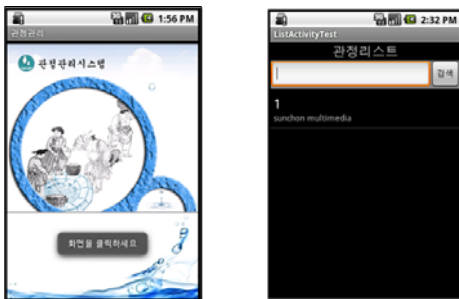 1:56 PM
관정관리
관정관리시스템
화면을 클릭하세요
2:32 PM
ListActivityTest
관정리스트
검색
1
sunchon multimedia